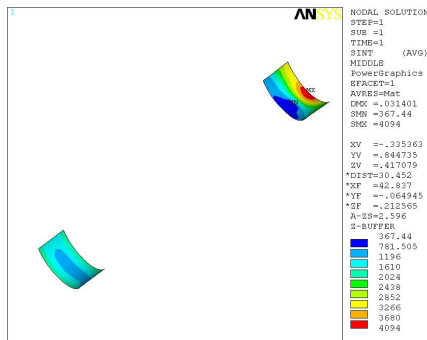 1
ANSYS
NODAL SOLUTION
STEP=1
SUB =1
TIME=1
SINT (AVG)
MIDDLE
PowerGraphics
EFACET=1
AVRES=Mat
DMX =.031401
SMN =367.44
SMX =4094
MX
XV =-.335363
YV =.844735
ZV =.417079
*DIST=30.452
*XF =42.837
*YF =-.064945
*ZF =.212565
A-ZS=2.596
Z-BUFFER
367.44
781.505
1196
1610
2024
2438
2852
3266
3680
4094